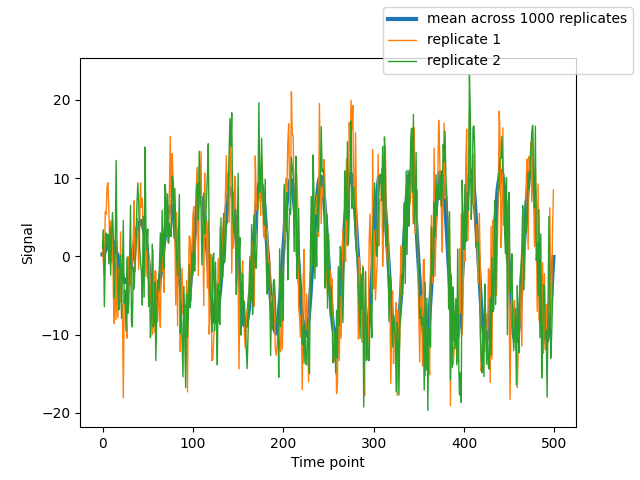 mean across 1000 replicates
replicate 1
replicate 2
20
10
0
−10
−20
Signal
0 100 200 300 400 500
Time point